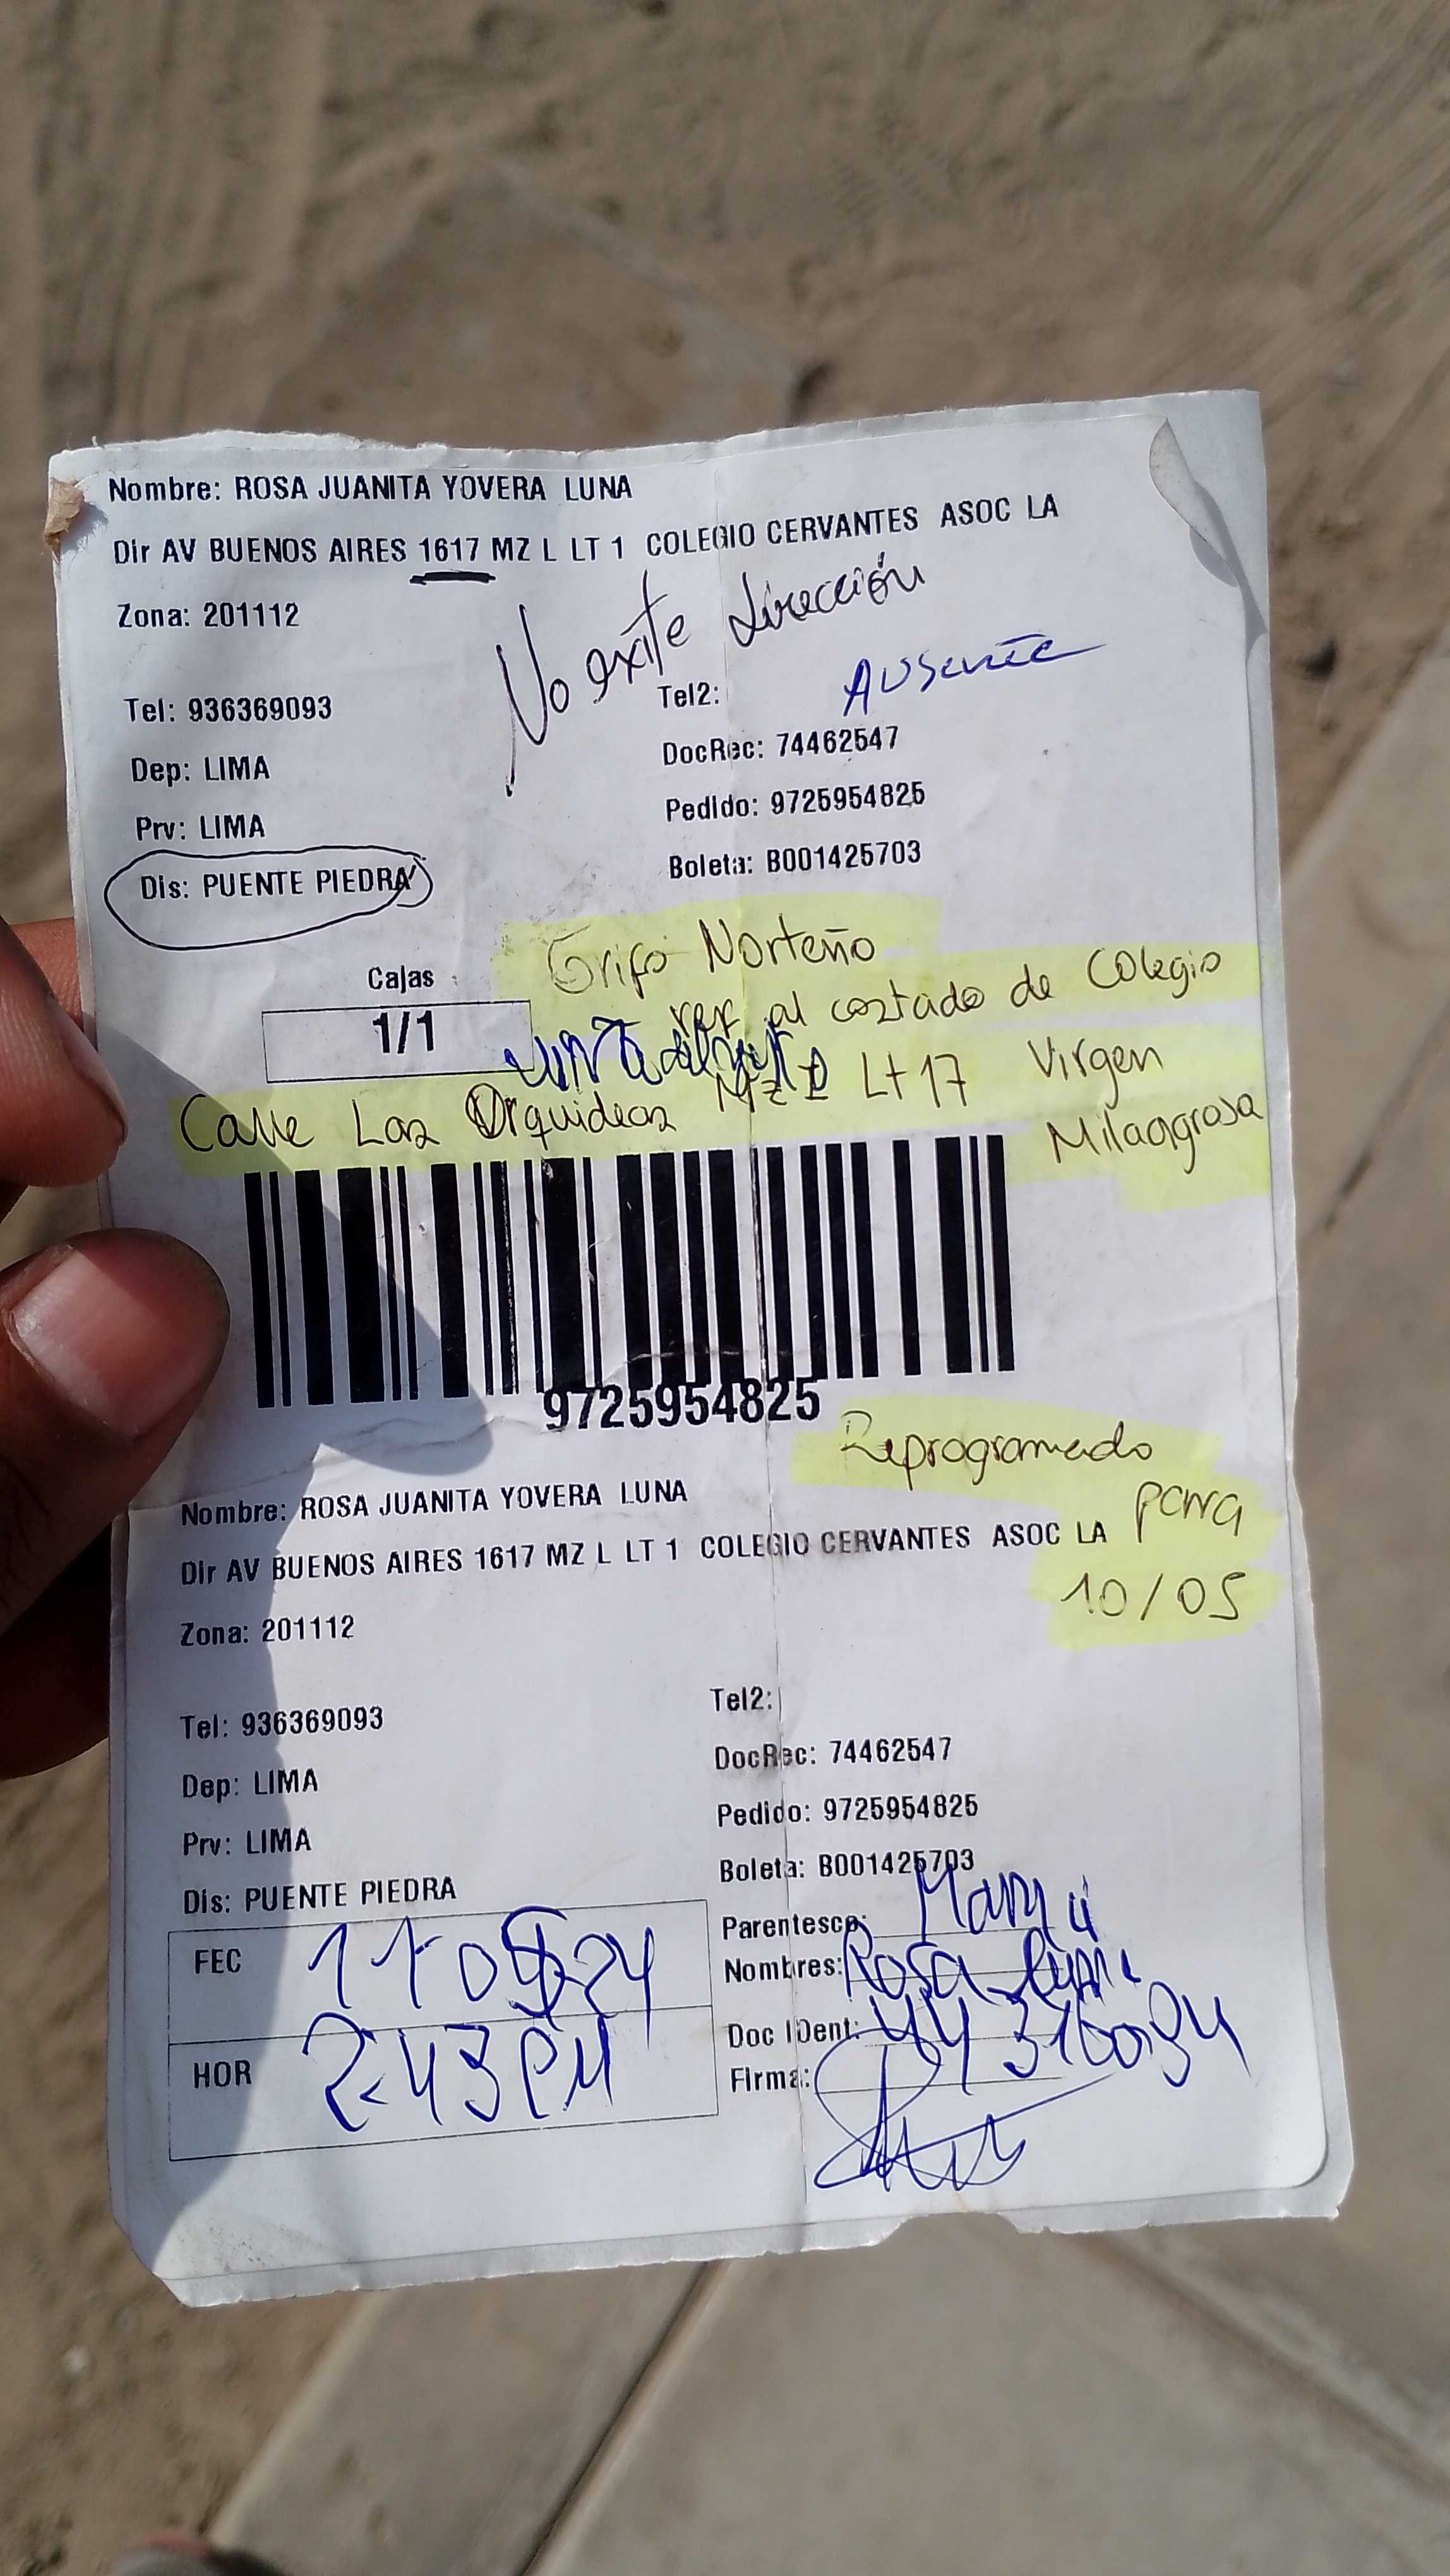 Nombre: ROSA JUANITA YOVERA LUNA
Dir AV BUENOS AIRES 1617 MZ L LT 1 COLEGIO CERVANTES ASOC LA
Zona: 201112
No exite dirección
Ausente
Tel: 936369093
Tel2:
Dep: LIMA
DocRec: 74462547
Prv: LIMA
Pedido: 9725954825
Dis: PUENTE PIEDRA
Boleta: B001425703
Grifo Norteño
Cajas
1/1
al costado de Colegio
Virgen
Milaagrosa
Calle Las Orquideas Mz Lt 17
9725954825
Reprogramado
para
10/05
Nombre: ROSA JUANITA YOVERA LUNA
Dir AV BUENOS AIRES 1617 MZ L LT 1 COLEGIO CERVANTES ASOC LA
Zona: 201112
Tel: 936369093
Tel2:
Dep: LIMA
DocRec: 74462547
Prv: LIMA
Pedido: 9725954825
Dis: PUENTE PIEDRA
Boleta: B001425703
FEC
HOR 2:43 PM
Parentesco:
Nombres: Rosa
Doc IDent:
Firma: